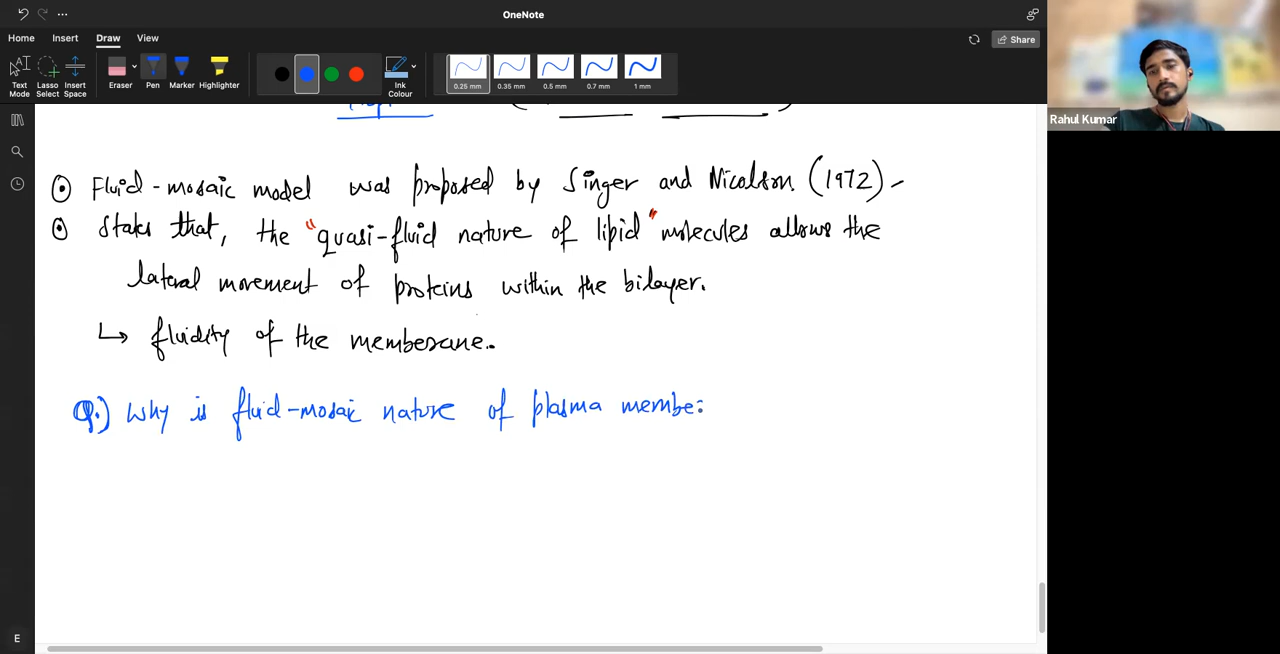 OneNote
Home Insert Draw View
Share
Text Mode
Lasso Select
Insert Space
Eraser
Pen
Marker
Highlighter
Ink Colour
0.25 mm
0.35 mm
0.5 mm
0.7 mm
1 mm
Rahul Kumar
Fluid-mosaic model was proposed by Singer and Nicolson. (1972) -
States that, the "quasi-fluid nature of lipid" molecules allows the
lateral movement of proteins within the bilayer.
↳ fluidity of the memberane.
Q.) Why is fluid-mosaic nature of plasma membe
E